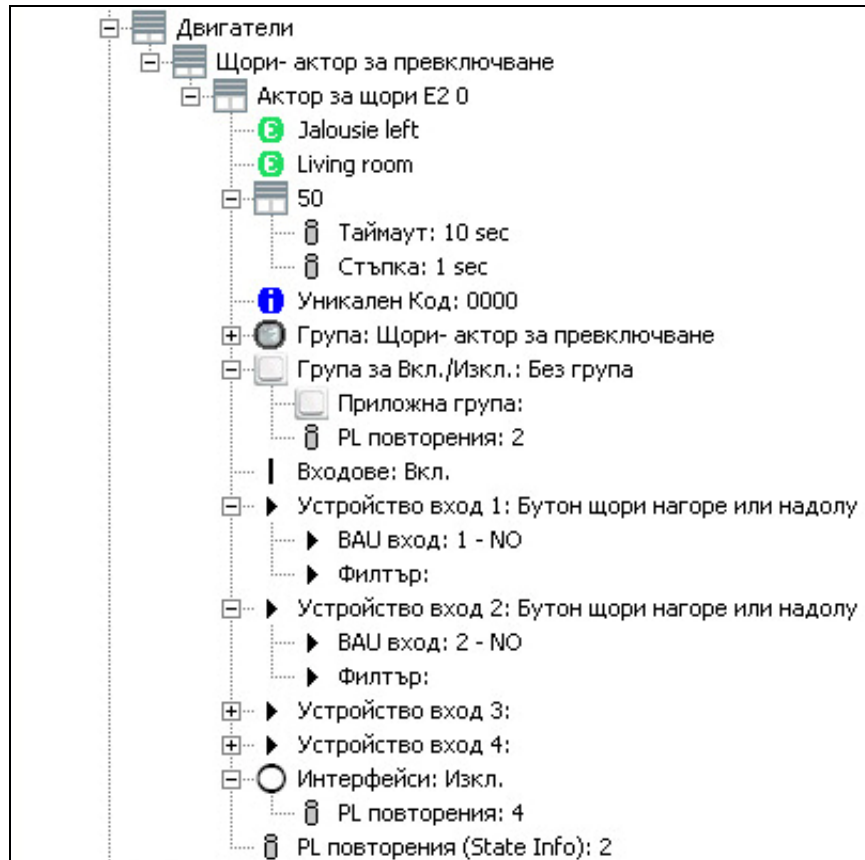 Двигатели
Щори- актор за превключване
Актор за щори E2 0
Jalousie left
Living room
50
Таймаут: 10 sec
Стъпка: 1 sec
Уникален Код: 0000
Група: Щори- актор за превключване
Група за Вкл./Изкл.: Без група
Приложна група:
PL повторения: 2
Входове: Вкл.
Устройство вход 1: Бутон щори нагоре или надолу
BAU вход: 1 - NO
Филтър:
Устройство вход 2: Бутон щори нагоре или надолу
BAU вход: 2 - NO
Филтър:
Устройство вход 3:
Устройство вход 4:
Интерфейси: Изкл.
PL повторения: 4
PL повторения (State Info): 2